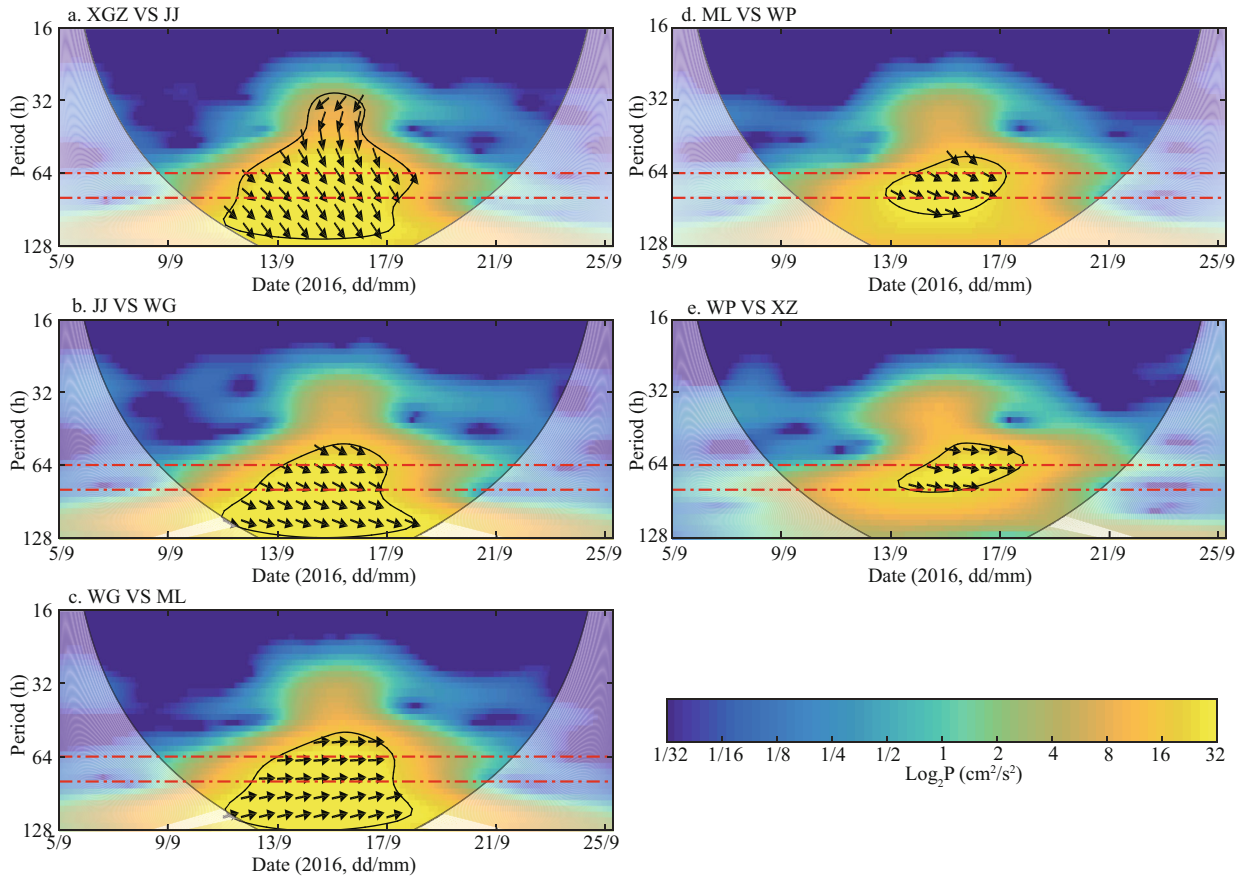 a. XGZ VS JJ
16
32
64
128
Period (h)
5/9 9/9 13/9 17/9 21/9 25/9
Date (2016, dd/mm)
b. JJ VS WG
16
32
64
128
Period (h)
5/9 9/9 13/9 17/9 21/9 25/9
Date (2016, dd/mm)
c. WG VS ML
16
32
64
128
Period (h)
5/9 9/9 13/9 17/9 21/9 25/9
Date (2016, dd/mm)
d. ML VS WP
16
32
64
128
Period (h)
5/9 9/9 13/9 17/9 21/9 25/9
Date (2016, dd/mm)
e. WP VS XZ
16
32
64
128
Period (h)
5/9 9/9 13/9 17/9 21/9 25/9
Date (2016, dd/mm)
1/32 1/16 1/8 1/4 1/2 1 2 4 8 16 32
Log₂P (cm²/s²)